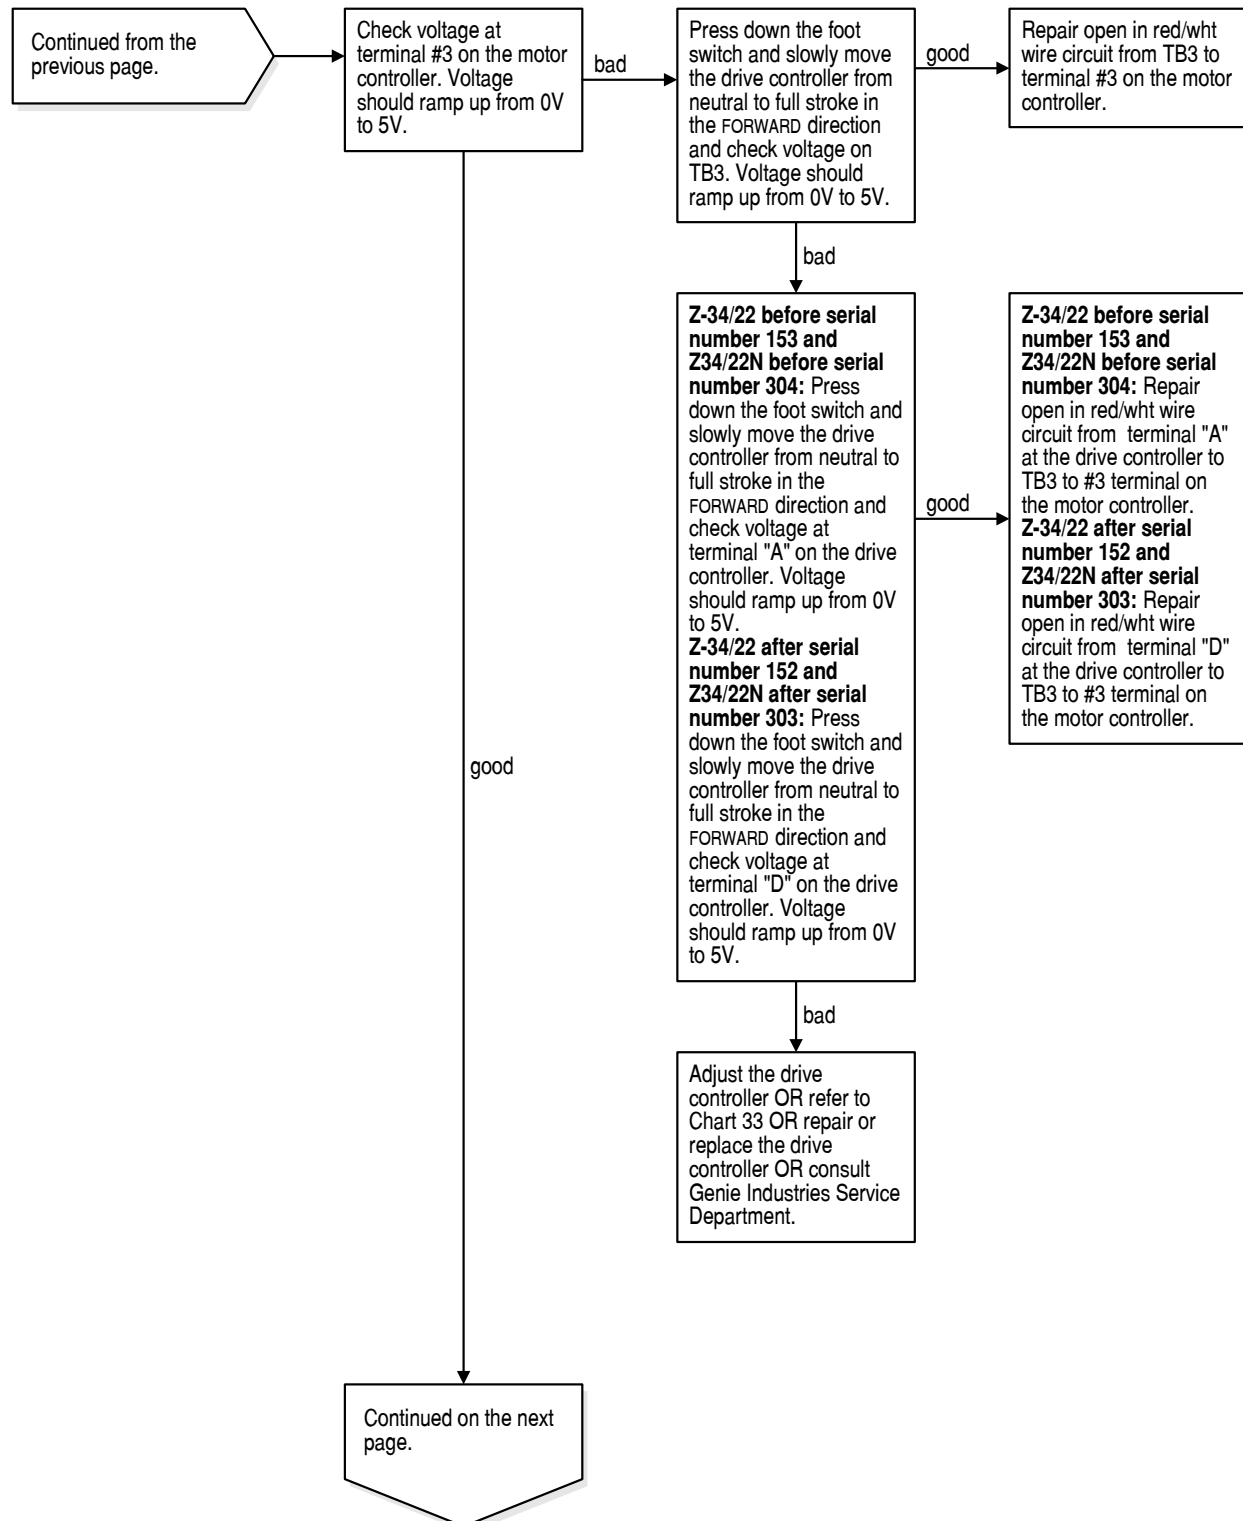 Continued from the
previous page.
Check voltage at
terminal #3 on the motor
controller. Voltage
should ramp up from 0V
to 5V.
bad
Press down the foot
switch and slowly move
the drive controller from
neutral to full stroke in
the FORWARD direction
and check voltage on
TB3. Voltage should
ramp up from 0V to 5V.
good
Repair open in red/wht
wire circuit from TB3 to
terminal #3 on the motor
controller.
bad
Z-34/22 before serial
number 153 and
Z34/22N before serial
number 304: Press
down the foot switch and
slowly move the drive
controller from neutral to
full stroke in the
FORWARD direction and
check voltage at
terminal "A" on the drive
controller. Voltage
should ramp up from 0V
to 5V.
Z-34/22 after serial
number 152 and
Z34/22N after serial
number 303: Press
down the foot switch and
slowly move the drive
controller from neutral to
full stroke in the
FORWARD direction and
check voltage at
terminal "D" on the drive
controller. Voltage
should ramp up from 0V
to 5V.
good
Z-34/22 before serial
number 153 and
Z34/22N before serial
number 304: Repair
open in red/wht wire
circuit from terminal "A"
at the drive controller to
TB3 to #3 terminal on
the motor controller.
Z-34/22 after serial
number 152 and
Z34/22N after serial
number 303: Repair
open in red/wht wire
circuit from terminal "D"
at the drive controller to
TB3 to #3 terminal on
the motor controller.
good
bad
Adjust the drive
controller OR refer to
Chart 33 OR repair or
replace the drive
controller OR consult
Genie Industries Service
Department.
Continued on the next
page.